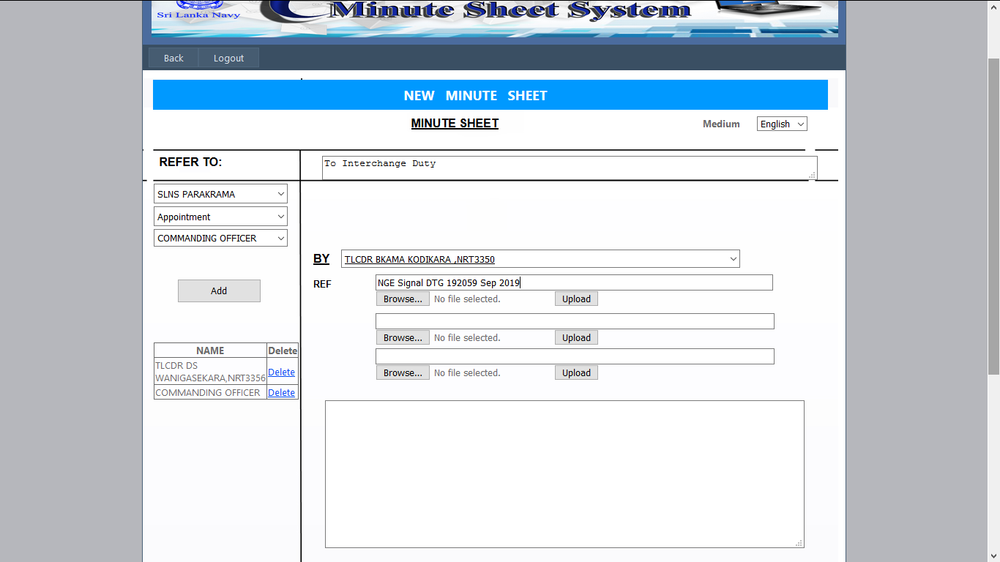 Sri Lanka Navy
Minute Sheet System
Back Logout
NEW MINUTE SHEET
MINUTE SHEET
Medium English
REFER TO:
To Interchange Duty
SLNS PARAKRAMA
Appointment
COMMANDING OFFICER
BY TLCDR BKAMA KODIKARA ,NRT3350
REF NGE Signal DTG 192059 Sep 2019
Browse... No file selected. Upload
Add
Browse... No file selected. Upload
Browse... No file selected. Upload
NAME Delete
TLCDR DS
WANIGASEKARA,NRT3356 Delete
COMMANDING OFFICER Delete